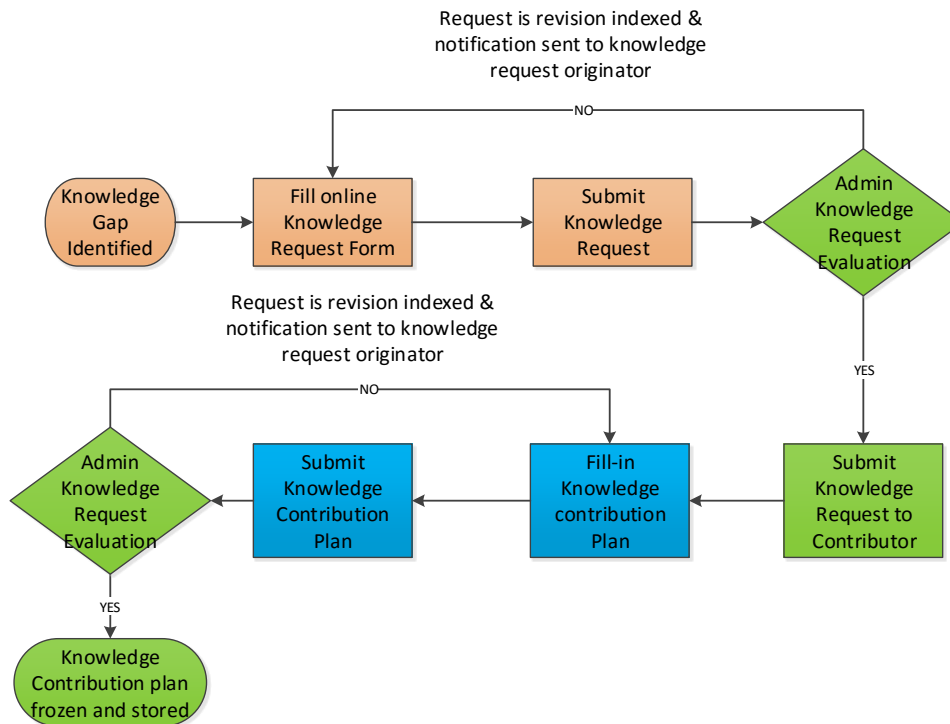 Request is revision indexed &
notification sent to knowledge
request originator
NO
Knowledge
Gap
Identified
Fill online
Knowledge
Request Form
Submit
Knowledge
Request
Admin
Knowledge
Request
Evaluation
Request is revision indexed &
notification sent to knowledge
request originator
YES
NO
Admin
Knowledge
Request
Evaluation
Submit
Knowledge
Contribution
Plan
Fill-in
Knowledge
contribution
Plan
Submit
Knowledge
Request to
Contributor
YES
Knowledge
Contribution plan
frozen and stored